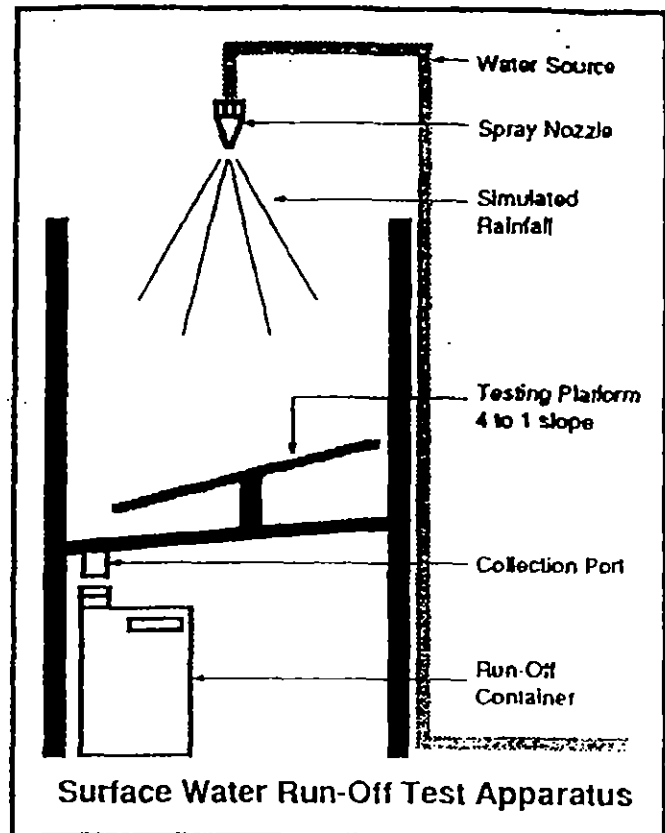 Water Source
Spray Nozzle
Simulated
Rainfall
Testing Platform
4 to 1 slope
Collection Port
Run-Off
Container
Surface Water Run-Off Test Apparatus